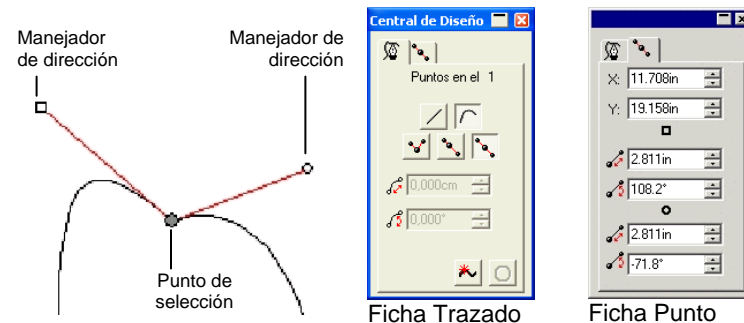 Manejador
de dirección
Manejador de
dirección
Punto de
selección
Central de Diseño
Puntos en el 1
0,000cm
0,000°
Ficha Trazado
X: 11.708in
Y: 19.158in
2.811in
108.2°
2.811in
-71.8°
Ficha Punto